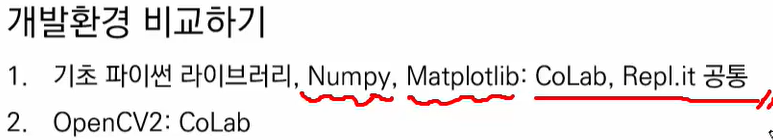 개발환경 비교하기
1. 기초 파이썬 라이브러리, Numpy, Matplotlib: CoLab, Repl.it 공통
2. OpenCV2: CoLab